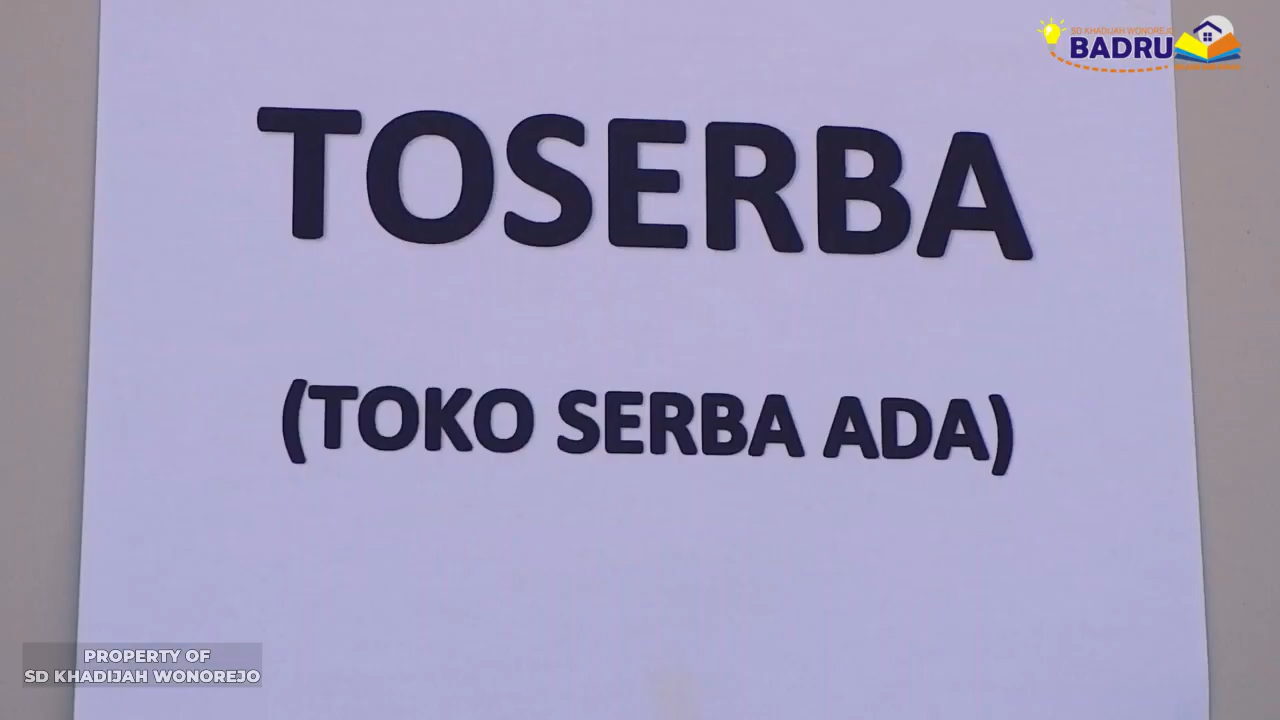 SD KHADIJAH WONOREJO
BADRU
TOSERBA
(TOKO SERBA ADA)
PROPERTY OF
SD KHADIJAH WONOREJO